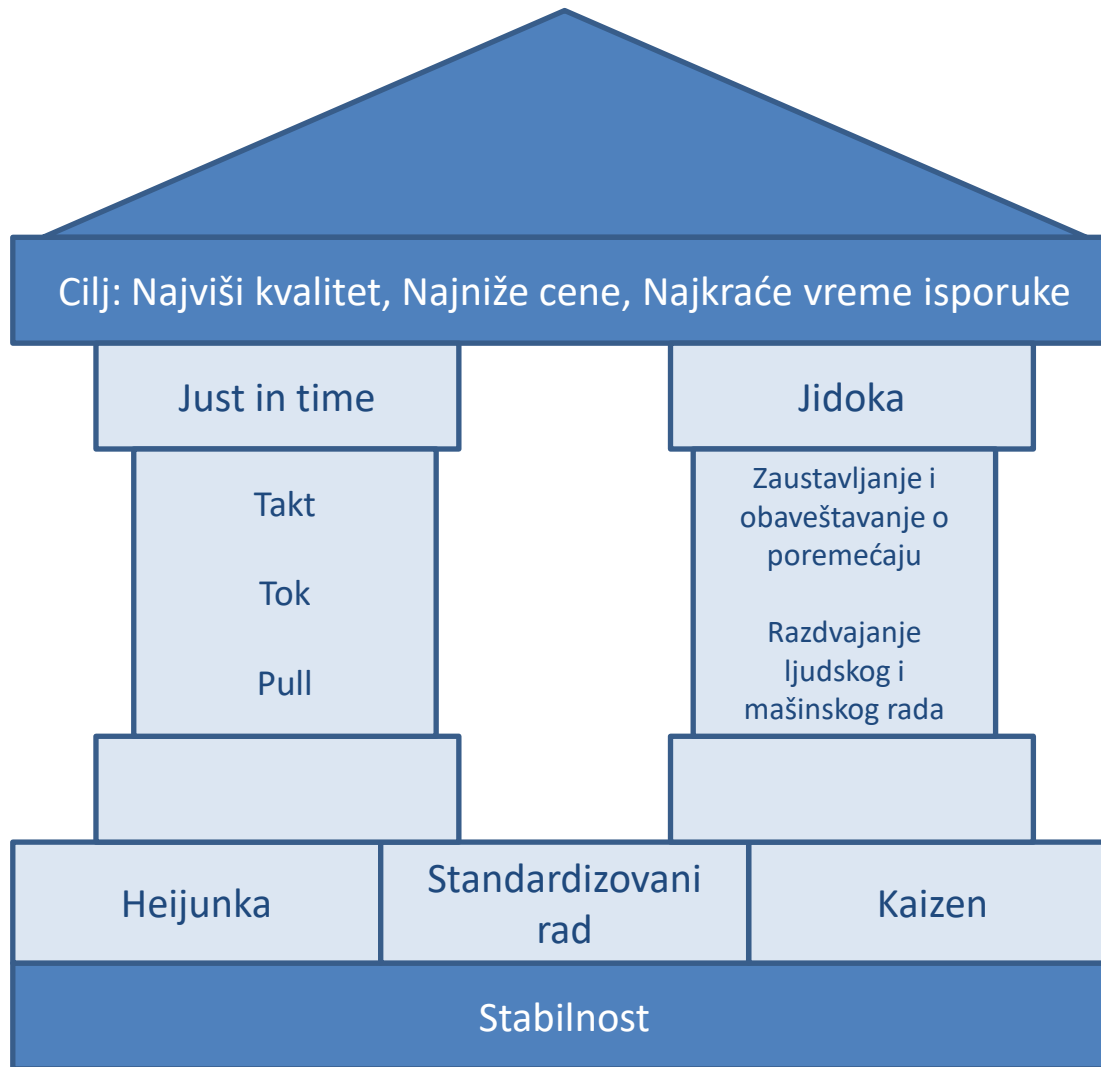 Cilj: Najviši kvalitet, Najniže cene, Najkraće vreme isporuke
Just in time
Takt
Tok
Pull
Jidoka
Zaustavljanje i
obaveštavanje o
poremećaju
Razdvajanje
ljudskog i
mašinskog rada
Heijunka
Standardizovani
rad
Kaizen
Stabilnost